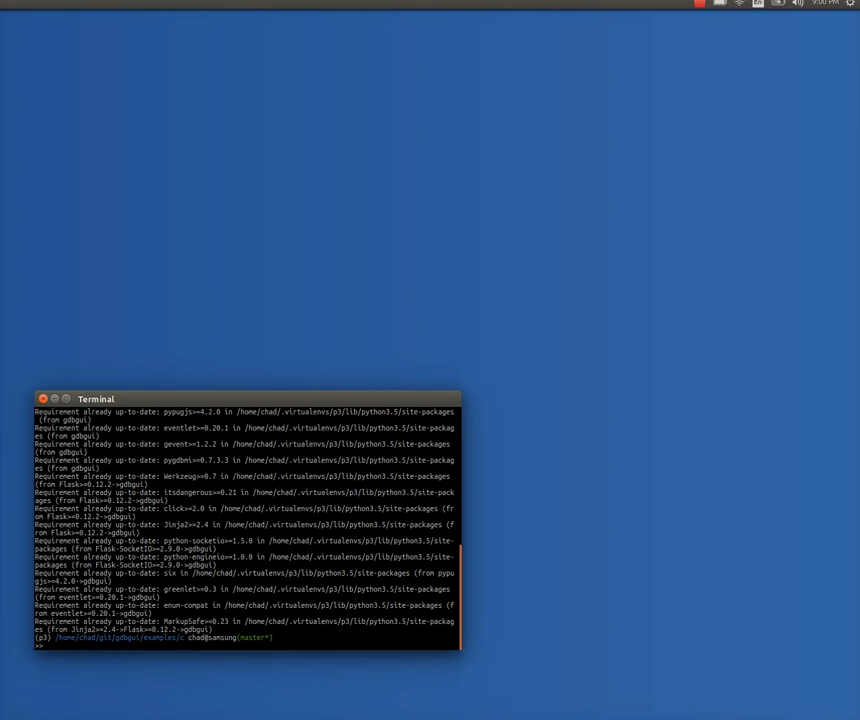 En
9:00 PM
Terminal
Requirement already up-to-date: pypugjs>=4.2.0 in /home/chad/.virtualenvs/p3/lib/python3.5/site-packages
(from gdbgui)
Requirement already up-to-date: eventlet>=0.20.1 in /home/chad/.virtualenvs/p3/lib/python3.5/site-packag
es (from gdbgui)
Requirement already up-to-date: gevent>=1.2.2 in /home/chad/.virtualenvs/p3/lib/python3.5/site-packages
(from gdbgui)
Requirement already up-to-date: pygdbmi>=0.7.3.3 in /home/chad/.virtualenvs/p3/lib/python3.5/site-packag
es (from gdbgui)
Requirement already up-to-date: Werkzeug>=0.7 in /home/chad/.virtualenvs/p3/lib/python3.5/site-packages
(from Flask>=0.12.2->gdbgui)
Requirement already up-to-date: itsdangerous>=0.21 in /home/chad/.virtualenvs/p3/lib/python3.5/site-pack
ages (from Flask>=0.12.2->gdbgui)
Requirement already up-to-date: click>=2.0 in /home/chad/.virtualenvs/p3/lib/python3.5/site-packages (fr
om Flask>=0.12.2->gdbgui)
Requirement already up-to-date: Jinja2>=2.4 in /home/chad/.virtualenvs/p3/lib/python3.5/site-packages (f
rom Flask>=0.12.2->gdbgui)
Requirement already up-to-date: python-socketio>=1.5.0 in /home/chad/.virtualenvs/p3/lib/python3.5/site-
packages (from Flask-SocketIO>=2.9.0->gdbgui)
Requirement already up-to-date: python-engineio>=1.0.0 in /home/chad/.virtualenvs/p3/lib/python3.5/site-
packages (from Flask-SocketIO>=2.9.0->gdbgui)
Requirement already up-to-date: six in /home/chad/.virtualenvs/p3/lib/python3.5/site-packages (from pypu
gjs>=4.2.0->gdbgui)
Requirement already up-to-date: greenlet>=0.3 in /home/chad/.virtualenvs/p3/lib/python3.5/site-packages
(from eventlet>=0.20.1->gdbgui)
Requirement already up-to-date: enum-compat in /home/chad/.virtualenvs/p3/lib/python3.5/site-packages (f
rom eventlet>=0.20.1->gdbgui)
Requirement already up-to-date: MarkupSafe>=0.23 in /home/chad/.virtualenvs/p3/lib/python3.5/site-packag
es (from Jinja2>=2.4->Flask>=0.12.2->gdbgui)
(p3) /home/chad/git/gdbgui/examples/c chad@samsung(master*)
>>